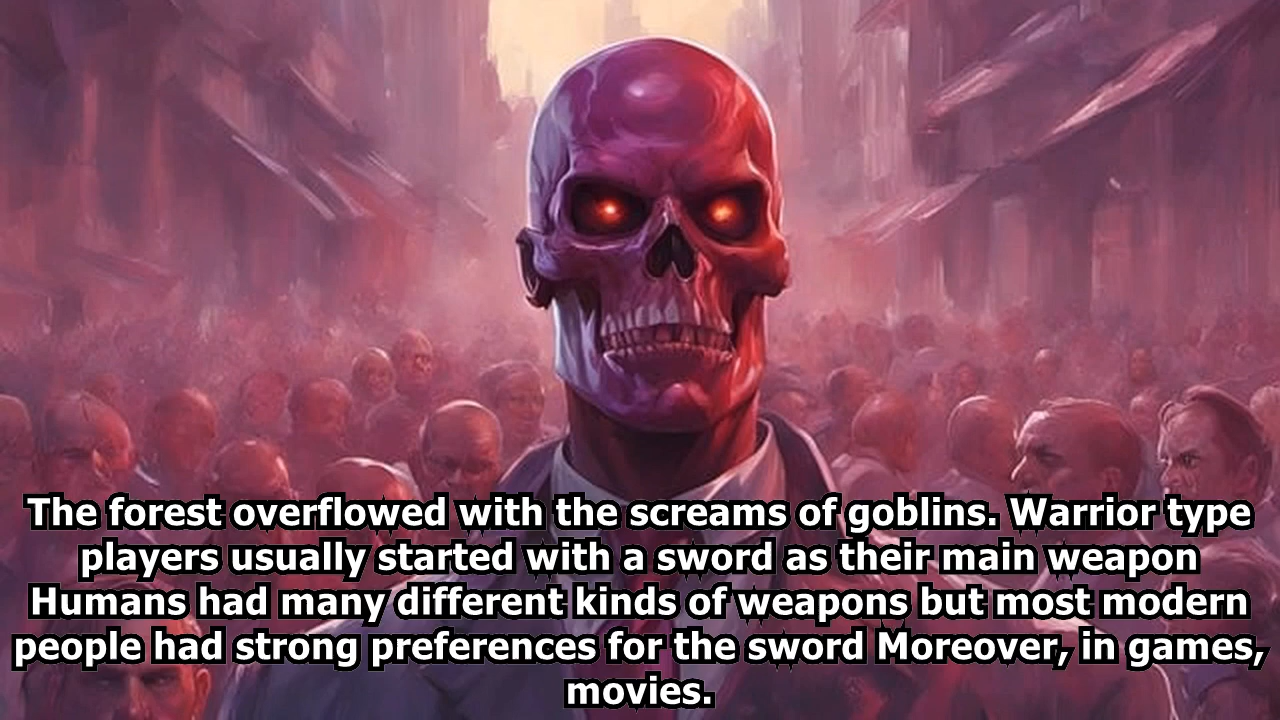 The forest overflowed with the screams of goblins. Warrior type
players usually started with a sword as their main weapon
Humans had many different kinds of weapons but most modern
people had strong preferences for the sword Moreover, in games,
movies.